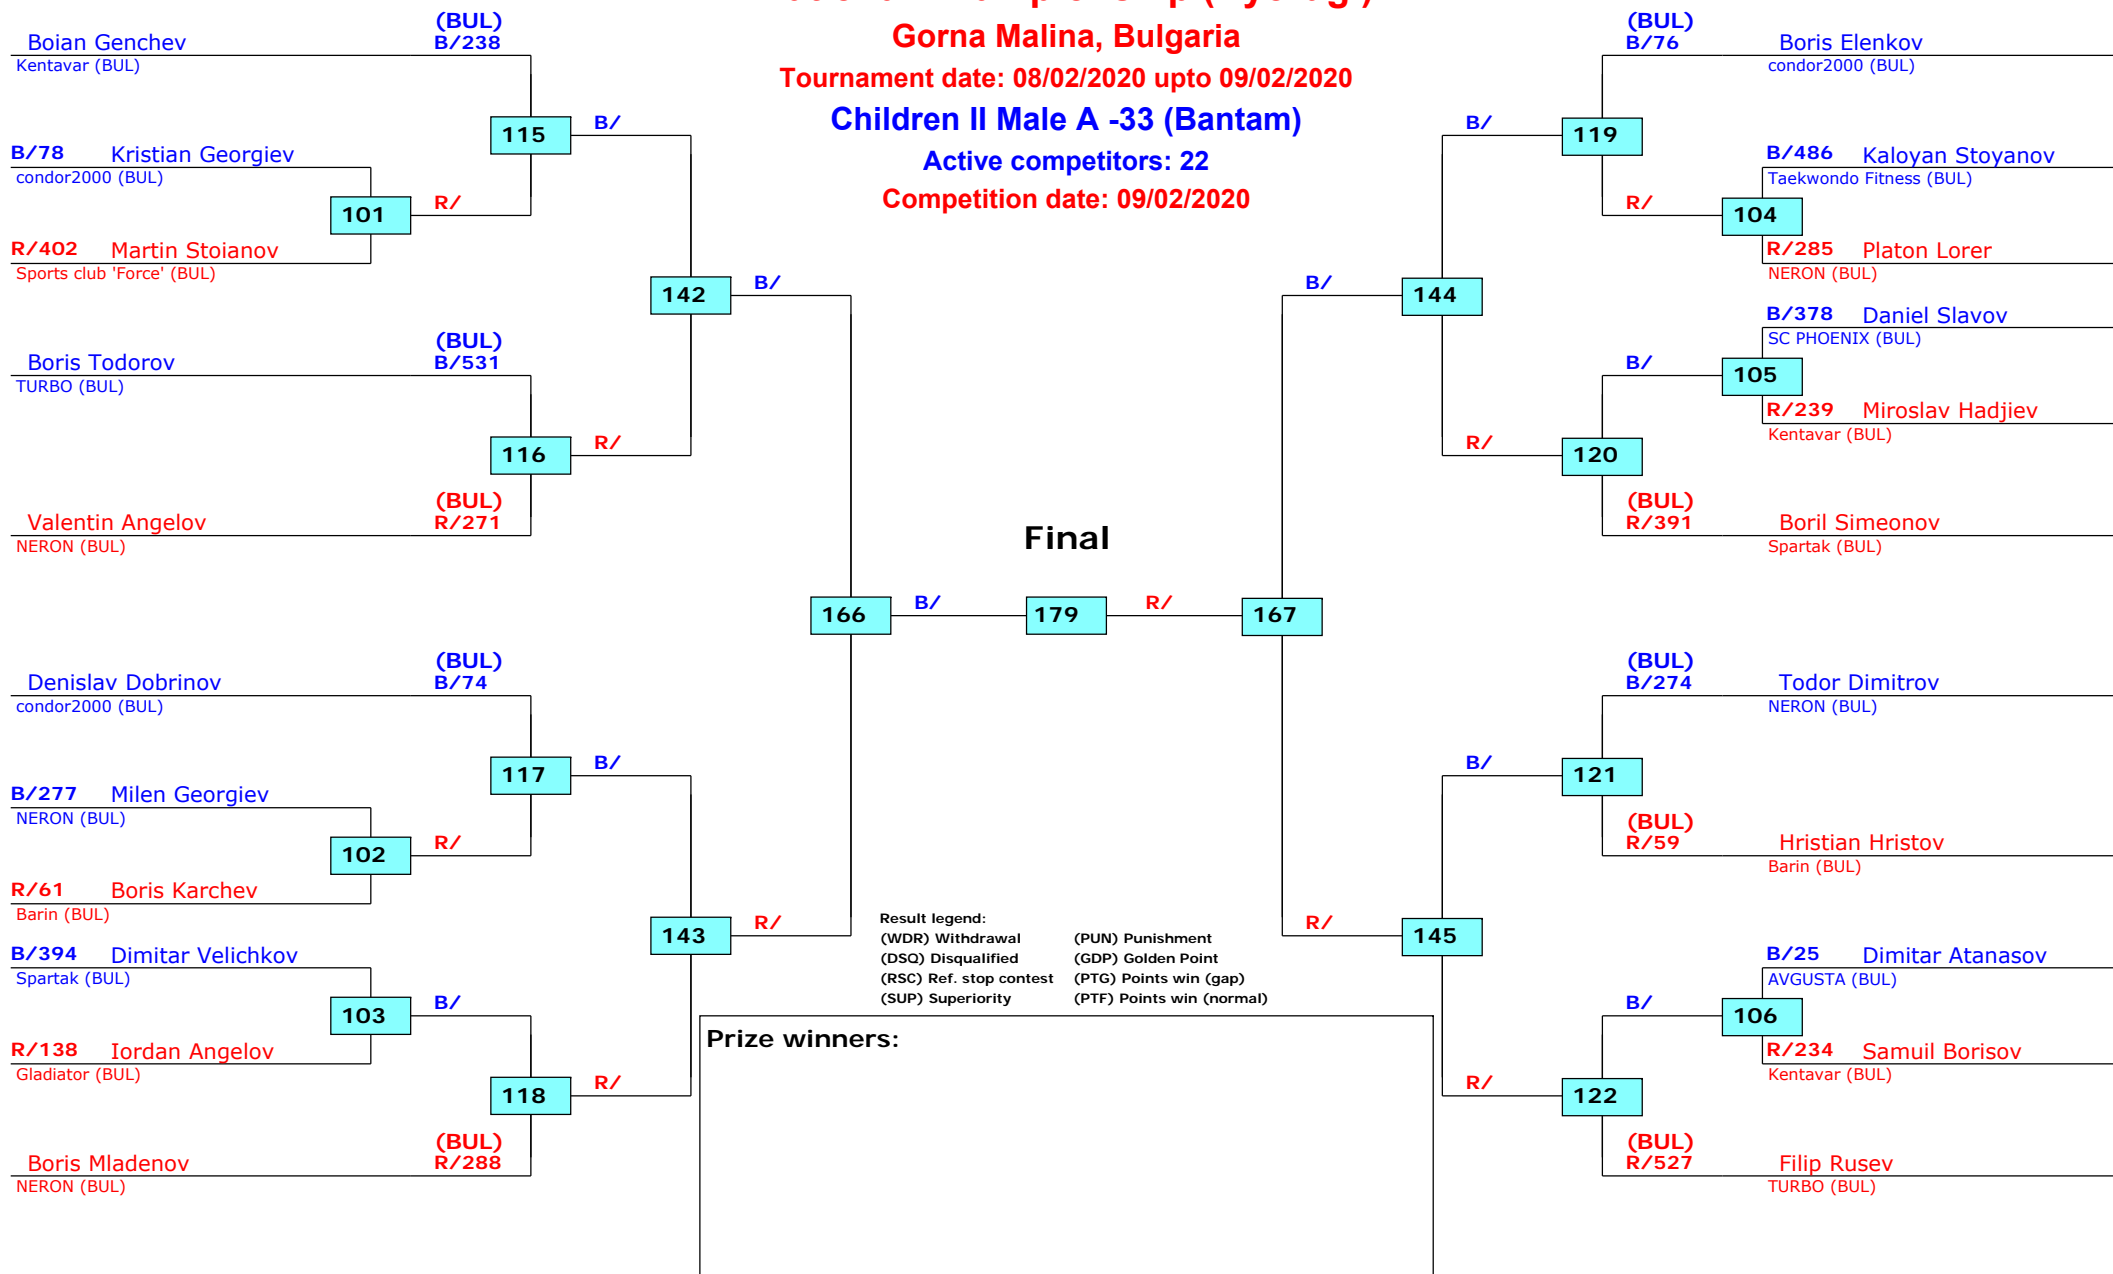 Gorna Malina, Bulgaria
Tournament date: 08/02/2020 upto 09/02/2020
Children II Male A -33 (Bantam)
Active competitors: 22
Competition date: 09/02/2020
(BUL)
Boian Genchev B/238
Kentavar (BUL)
115
B/
B/78 Kristian Georgiev
condor2000 (BUL)
101
R/
R/402 Martin Stoianov
Sports club 'Force' (BUL)
142
B/
(BUL)
Boris Todorov B/531
TURBO (BUL)
116
R/
(BUL)
Valentin Angelov R/271
NERON (BUL)
166
B/
(BUL)
Denislav Dobrinov B/74
condor2000 (BUL)
117
B/
B/277 Milen Georgiev
NERON (BUL)
102
R/
R/61 Boris Karchev
Barin (BUL)
143
R/
B/394 Dimitar Velichkov
Spartak (BUL)
103
B/
R/138 Iordan Angelov
Gladiator (BUL)
118
R/
(BUL)
Boris Mladenov R/288
NERON (BUL)
Final
179
R/
167
(BUL)
B/76 Boris Elenkov
condor2000 (BUL)
B/
119
B/486 Kaloyan Stoyanov
Taekwondo Fitness (BUL)
R/
104
R/285 Platon Lorer
NERON (BUL)
B/
144
B/378 Daniel Slavov
SC PHOENIX (BUL)
B/
105
R/239 Miroslav Hadjiev
Kentavar (BUL)
R/
120
(BUL)
R/391 Boril Simeonov
Spartak (BUL)
(BUL)
B/274 Todor Dimitrov
NERON (BUL)
B/
121
(BUL)
R/59 Hristian Hristov
Barin (BUL)
R/
145
B/25 Dimitar Atanasov
AVGUSTA (BUL)
B/
106
R/234 Samuil Borisov
Kentavar (BUL)
R/
122
(BUL)
R/527 Filip Rusev
TURBO (BUL)
Result legend:
(WDR) Withdrawal (PUN) Punishment
(DSQ) Disqualified (GDP) Golden Point
(RSC) Ref. stop contest (PTG) Points win (gap)
(SUP) Superiority (PTF) Points win (normal)
Prize winners: